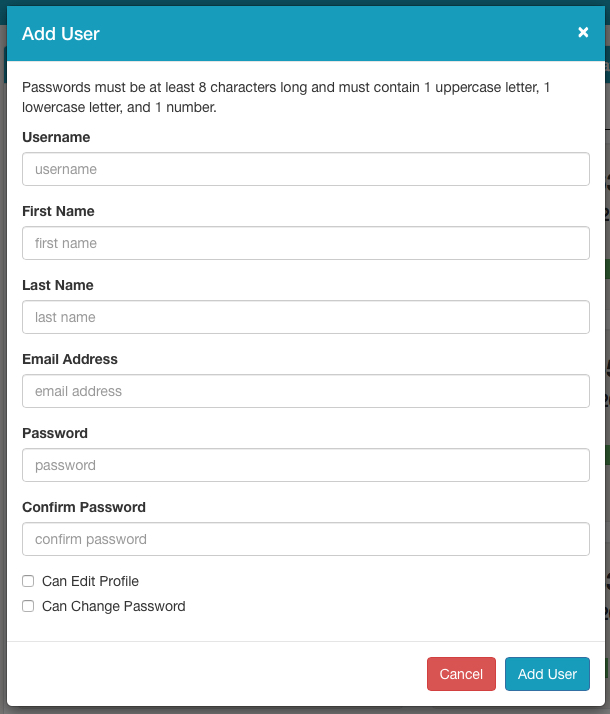 Add User ×
Passwords must be at least 8 characters long and must contain 1 uppercase letter, 1
lowercase letter, and 1 number.
Username
username
First Name
first name
Last Name
last name
Email Address
email address
Password
password
Confirm Password
confirm password
Can Edit Profile
Can Change Password
Cancel Add User